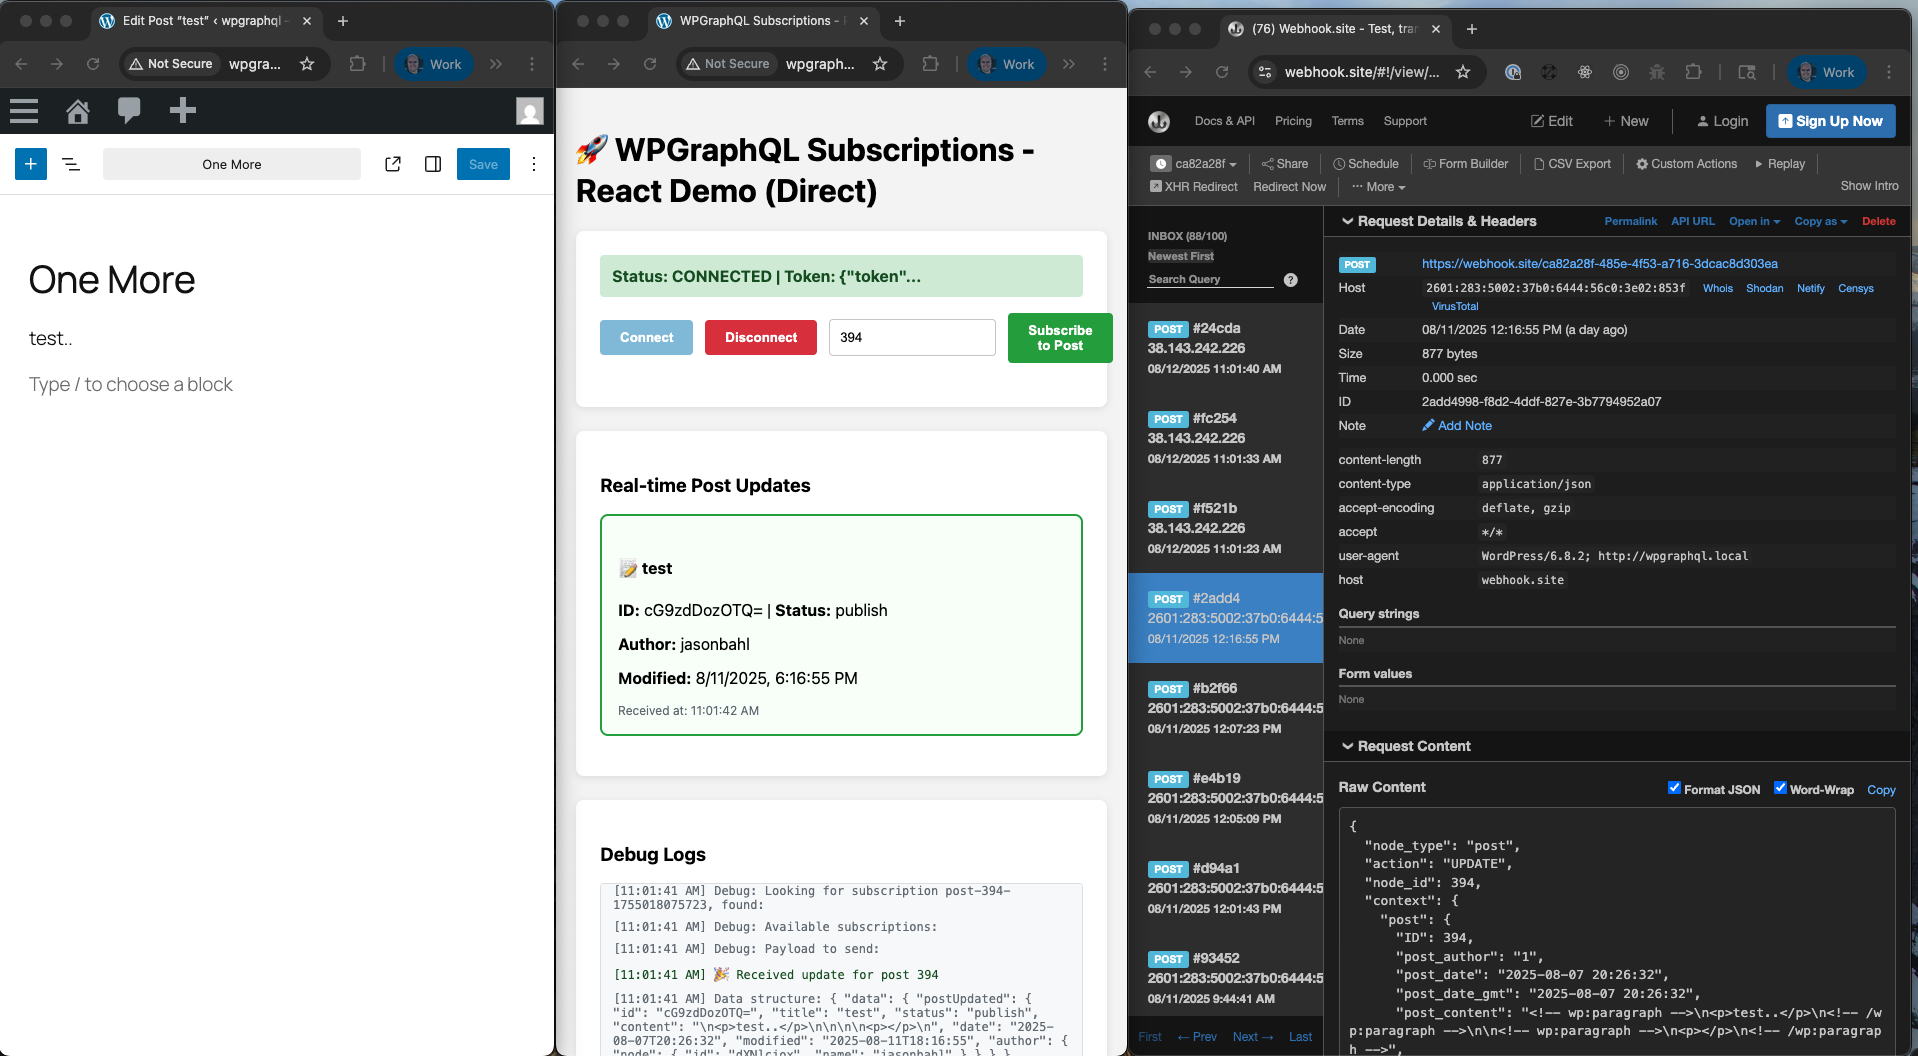 Edit Post “test” ‹ wpgraphql -
Not Secure
wpgra...
Work
One More
Save
One More
test..
Type / to choose a block
WPGraphQL Subscriptions -
Not Secure
wpgraph...
Work
🚀 WPGraphQL Subscriptions -
React Demo (Direct)
Status: CONNECTED | Token: {"token"...
Connect
Disconnect
394
Subscribe
to Post
Real-time Post Updates
📝 test
ID: cG9zdDozOTQ= | Status: publish
Author: jasonbahl
Modified: 8/11/2025, 6:16:55 PM
Received at: 11:01:42 AM
Debug Logs
[11:01:41 AM] Debug: Looking for subscription post-394-
1755018075723, found:
[11:01:41 AM] Debug: Available subscriptions:
[11:01:41 AM] Debug: Payload to send:
[11:01:41 AM] 🎉 Received update for post 394
[11:01:41 AM] Data structure: { "data": { "postUpdated": {
"id": "cG9zdDozOTQ=", "title": "test", "status": "publish",
"content": "\n<p>test..</p>\n\n\n\n<p></p>\n", "date": "2025-
08-07T20:26:32", "modified": "2025-08-11T18:16:55", "author": {
"node": { "id": "dXNlcjox", "name": "jasonbahl" } } } }
(76) Webhook.site - Test, tran
webhook.site/#!/view/...
Work
Docs & API
Pricing
Terms
Support
Edit
New
Login
Sign Up Now
ca82a28f
Share
Schedule
Form Builder
CSV Export
Custom Actions
Replay
XHR Redirect
Redirect Now
More
Show Intro
INBOX (88/100)
Newest First
Search Query
POST #24cda
38.143.242.226
08/12/2025 11:01:40 AM
POST #fc254
38.143.242.226
08/12/2025 11:01:33 AM
POST #f521b
38.143.242.226
08/12/2025 11:01:23 AM
POST #2add4
2601:283:5002:37b0:6444:5
08/11/2025 12:16:55 PM
POST #b2f66
2601:283:5002:37b0:6444:5
08/11/2025 12:07:23 PM
POST #e4b19
2601:283:5002:37b0:6444:5
08/11/2025 12:05:09 PM
POST #d94a1
2601:283:5002:37b0:6444:5
08/11/2025 12:01:43 PM
POST #93452
2601:283:5002:37b0:6444:5
08/11/2025 9:44:41 AM
First ← Prev Next → Last
Request Details & Headers
Permalink API URL Open in Copy as Delete
POST https://webhook.site/ca82a28f-485e-4f53-a716-3dcac8d303ea
Host 2601:283:5002:37b0:6444:56c0:3e02:853f Whois Shodan Netify Censys
VirusTotal
Date 08/11/2025 12:16:55 PM (a day ago)
Size 877 bytes
Time 0.000 sec
ID 2add4998-f8d2-4ddf-827e-3b7794952a07
Note Add Note
content-length 877
content-type application/json
accept-encoding deflate, gzip
accept */*
user-agent WordPress/6.8.2; http://wpgraphql.local
host webhook.site
Query strings
None
Form values
None
Request Content
Raw Content
Format JSON Word-Wrap Copy
{
"node_type": "post",
"action": "UPDATE",
"node_id": 394,
"context": {
"post": {
"ID": 394,
"post_author": "1",
"post_date": "2025-08-07 20:26:32",
"post_date_gmt": "2025-08-07 20:26:32",
"post_content": "<!-- wp:paragraph -->\n<p>test..</p>\n<!-- /w
p:paragraph -->\n\n<!-- wp:paragraph -->\n<p></p>\n<!-- /wp:paragrap
h -->",